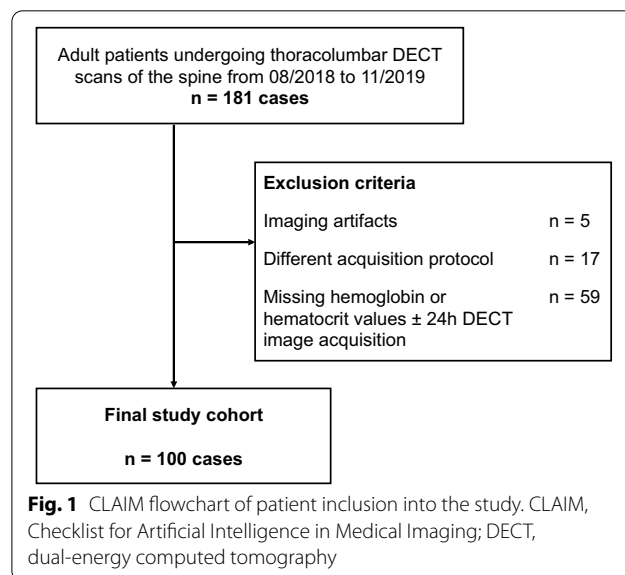 Adult patients undergoing thoracolumbar DECT
scans of the spine from 08/2018 to 11/2019
n = 181 cases
Exclusion criteria
Imaging artifacts n = 5
Different acquisition protocol n = 17
Missing hemoglobin or n = 59
hematocrit values ± 24h DECT
image acquisition
Final study cohort
n = 100 cases
Fig. 1 CLAIM flowchart of patient inclusion into the study. CLAIM,
Checklist for Artificial Intelligence in Medical Imaging; DECT,
dual-energy computed tomography